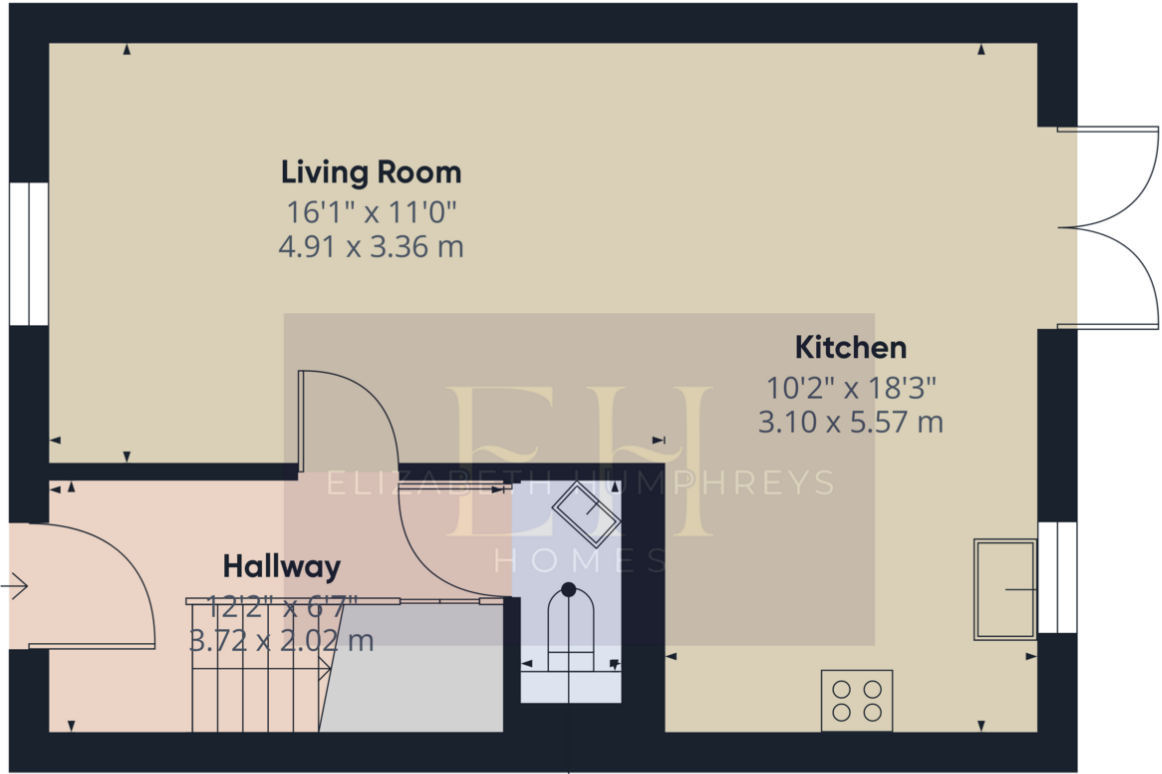 Living Room
16'1" x 11'0"
4.91 x 3.36 m
Kitchen
10'2" x 18'3"
3.10 x 5.57 m
EH
ELIZABETH HUMPHREYS
HOMES
Hallway
12'2" x 6'7"
3.72 x 2.02 m